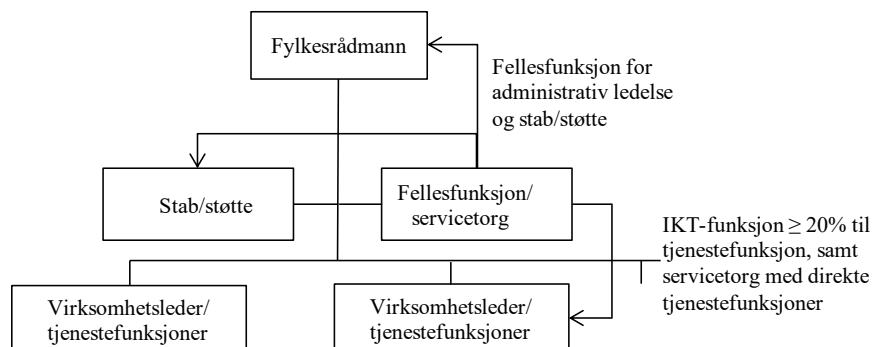 Fylkesrådmann
Fellesfunksjon for
administrativ ledelse
og stab/støtte
Stab/støtte
Fellesfunksjon/
servicetorg
IKT-funksjon ≥ 20% til
tjenestefunksjon, samt
servicetorg med direkte
tjenestefunksjoner
Virksomhetsleder/
tjenestefunksjoner
Virksomhetsleder/
tjenestefunksjoner